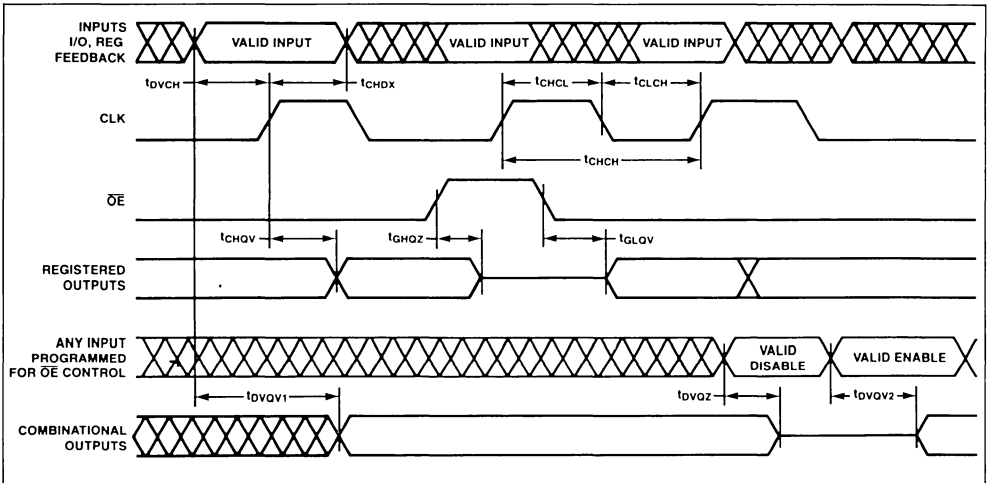 INPUTS
I/O, REG
FEEDBACK
VALID INPUT
VALID INPUT
VALID INPUT
tDVCH
tCHDX
tCHCL
tCLCH
CLK
tCHCH
OE
tCHQV
tGHQZ
tGLQV
REGISTERED
OUTPUTS
ANY INPUT
PROGRAMMED
FOR OE CONTROL
VALID
DISABLE
VALID ENABLE
tDVQV1
tDVQZ
tDVQV2
COMBINATIONAL
OUTPUTS